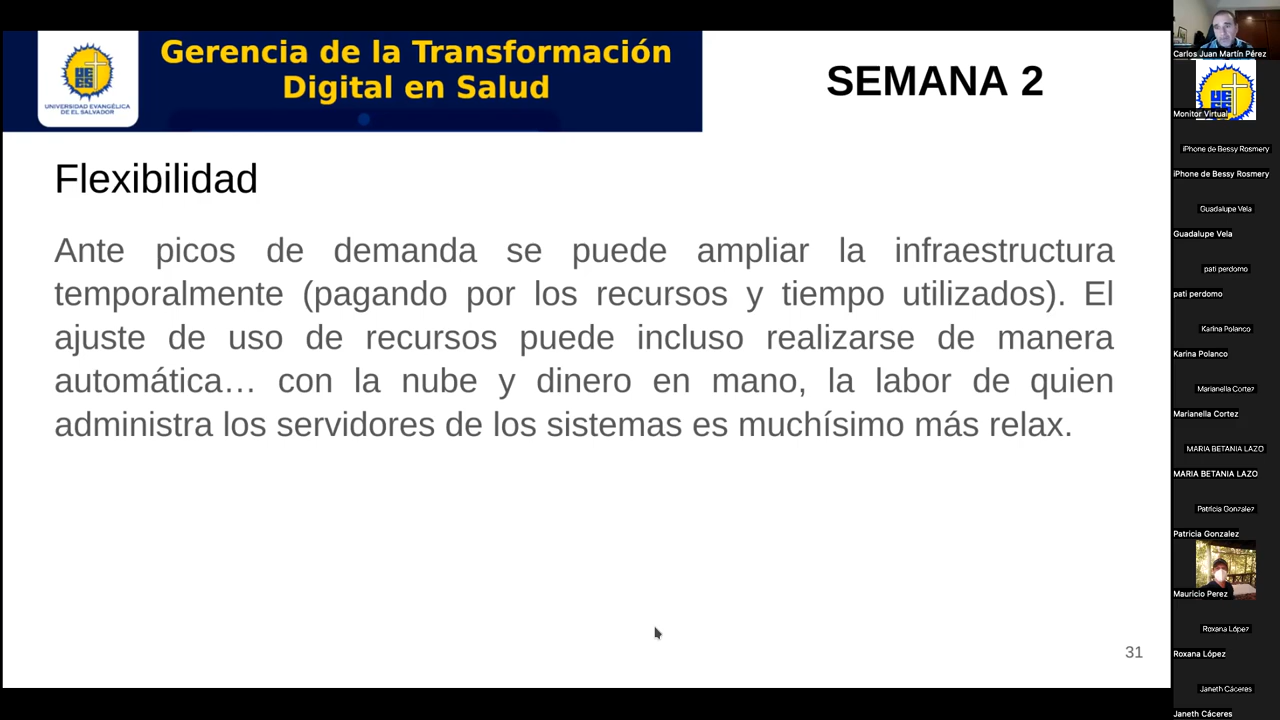 Gerencia de la Transformación
Digital en Salud
UNIVERSIDAD EVANGÉLICA
DE EL SALVADOR
SEMANA 2
Flexibilidad
Ante picos de demanda se puede ampliar la infraestructura
temporalmente (pagando por los recursos y tiempo utilizados). El
ajuste de uso de recursos puede incluso realizarse de manera
automática… con la nube y dinero en mano, la labor de quien
administra los servidores de los sistemas es muchísimo más relax.
31
Carlos Juan Martín Pérez
Monitor Virtual
iPhone de Bessy Rosmery
iPhone de Bessy Rosmery
Guadalupe Vela
Guadalupe Vela
pati perdomo
pati perdomo
Karina Polanco
Karina Polanco
Marianella Cortez
Marianella Cortez
MARIA BETANIA LAZO
MARIA BETANIA LAZO
Patricia Gonzalez
Patricia Gonzalez
Mauricio Perez
Roxana López
Roxana López
Janeth Cáceres
Janeth Cáceres